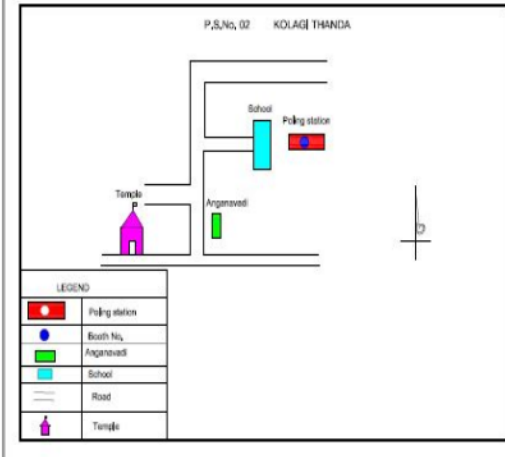 P.S.No. 02 KOLAGI THANDA
School
Poling station
Temple
Anganavadi
LEGEND
Poling station
Booth No.
Anganavadi
School
Road
Temple